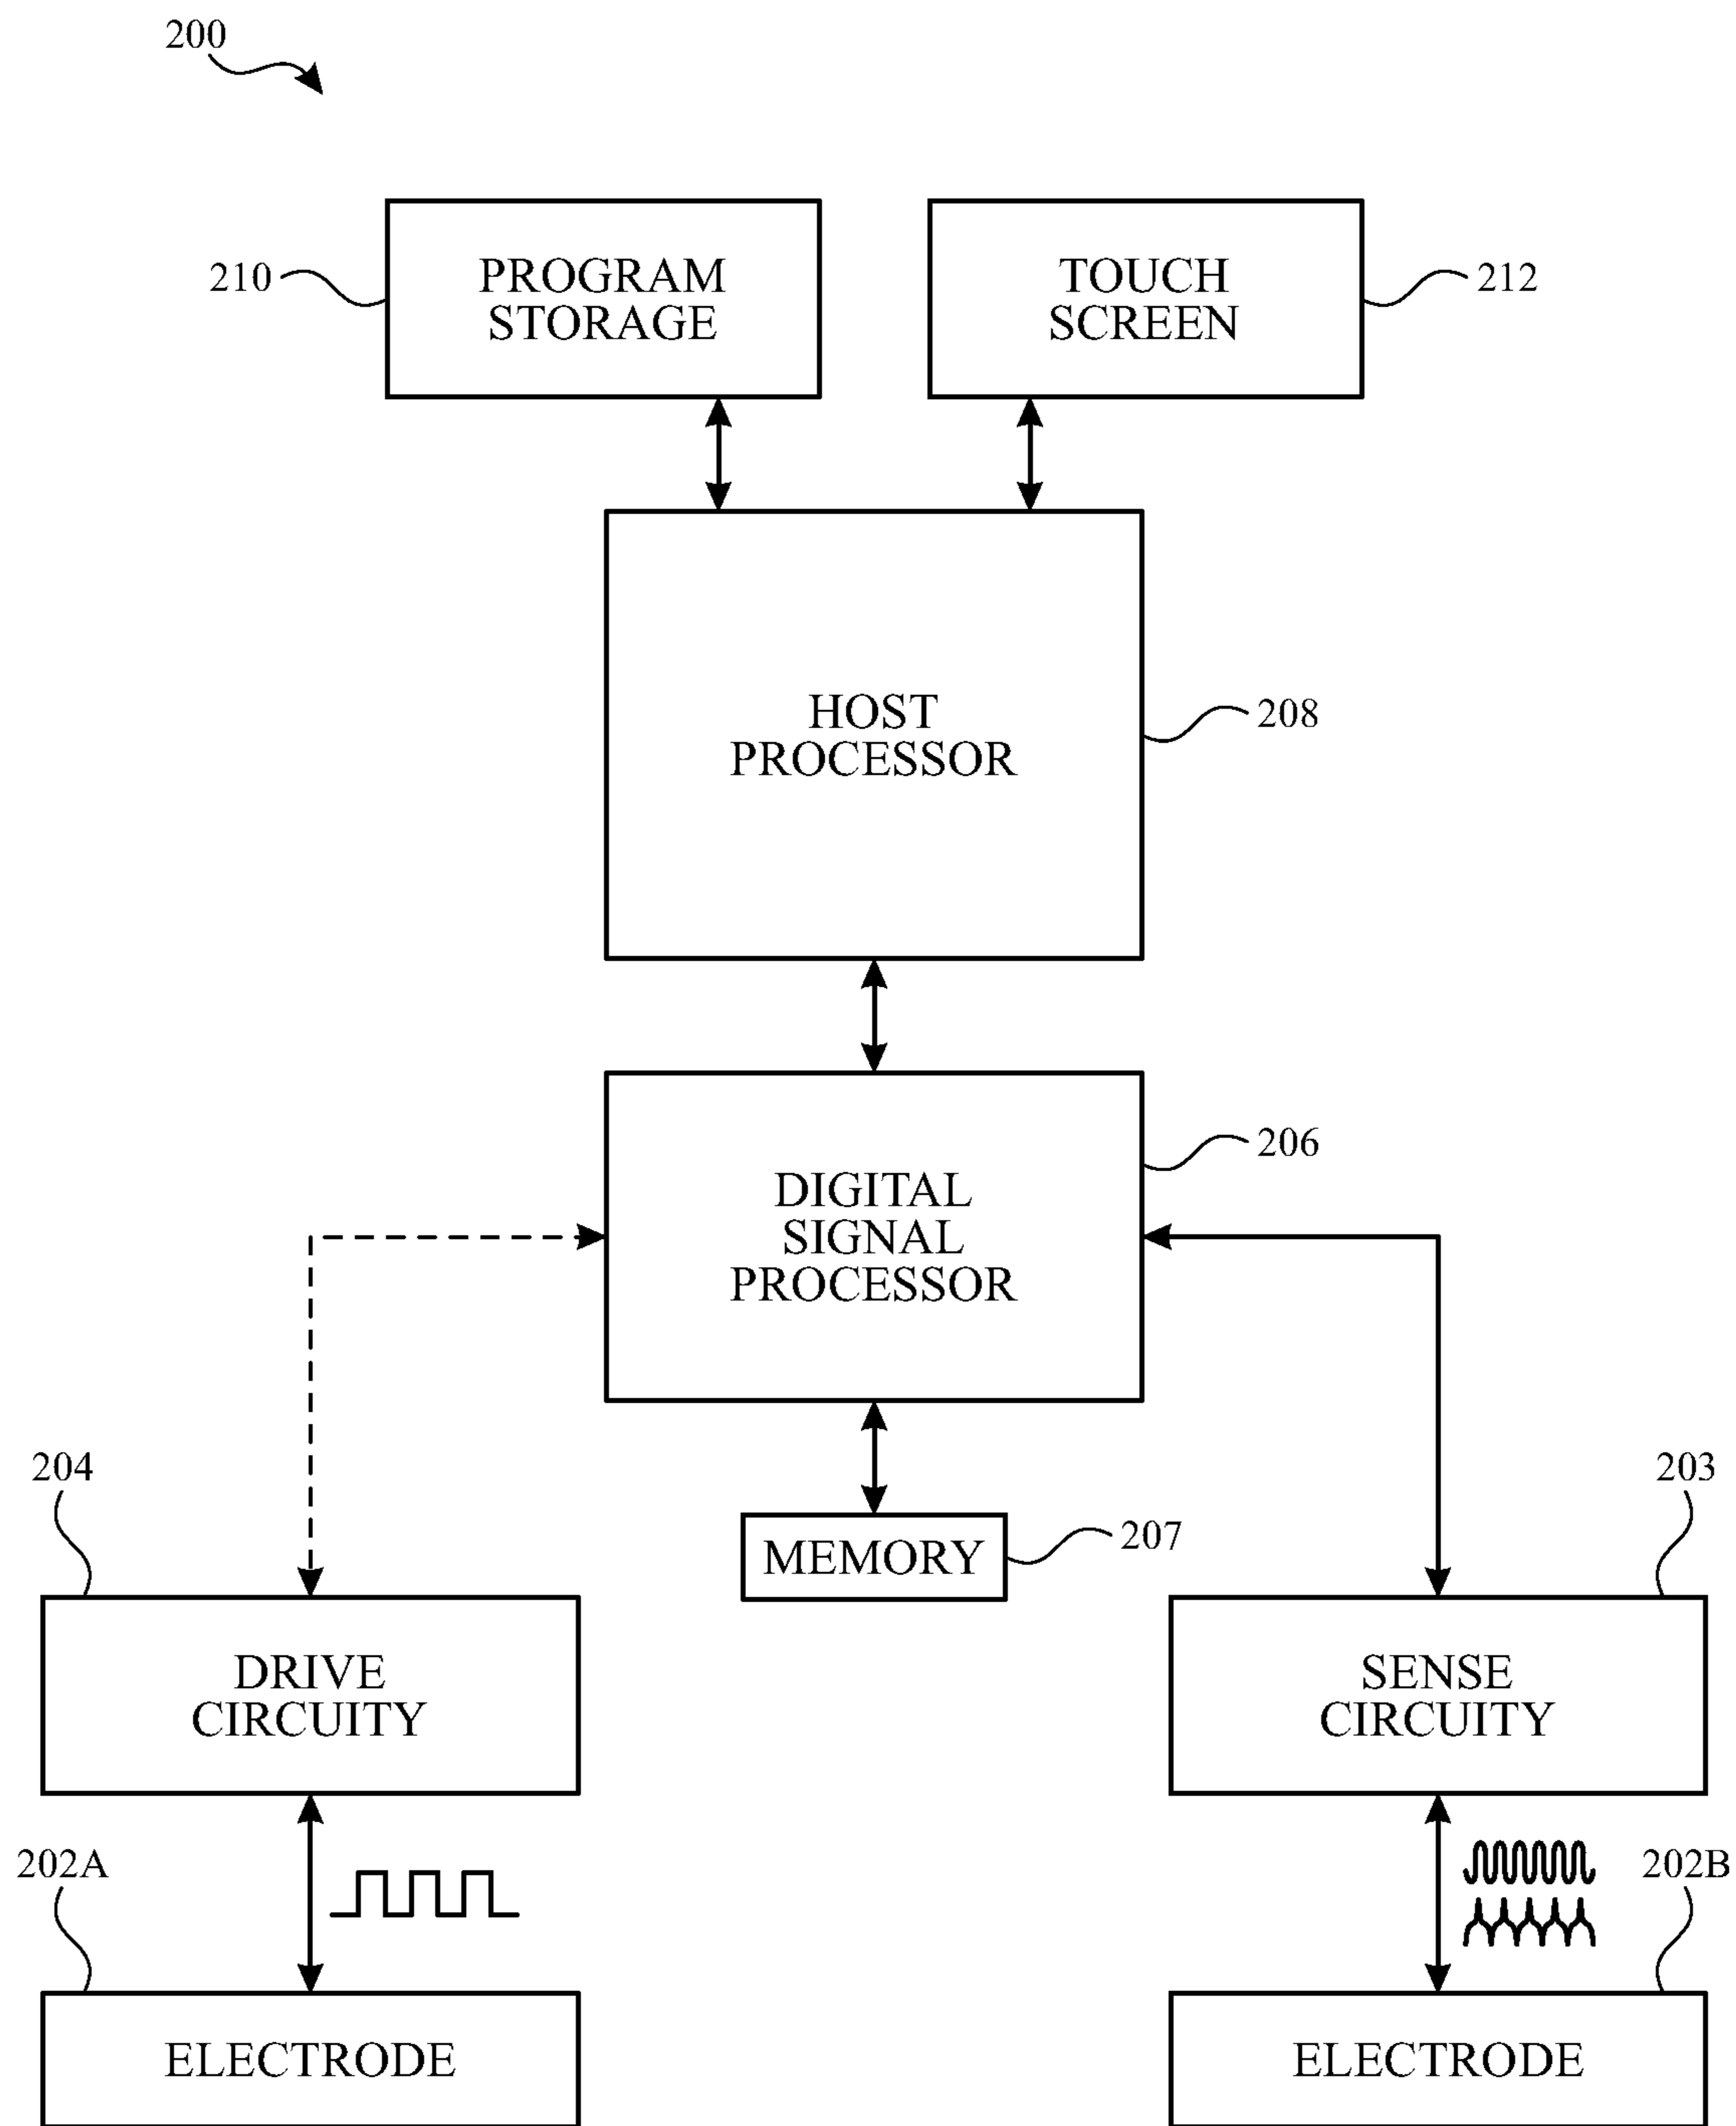 200
210
PROGRAM
STORAGE
TOUCH
SCREEN
212
HOST
PROCESSOR
208
DIGITAL
SIGNAL
PROCESSOR
206
204
203
MEMORY
207
DRIVE
CIRCUITY
SENSE
CIRCUITY
202A
202B
ELECTRODE
ELECTRODE